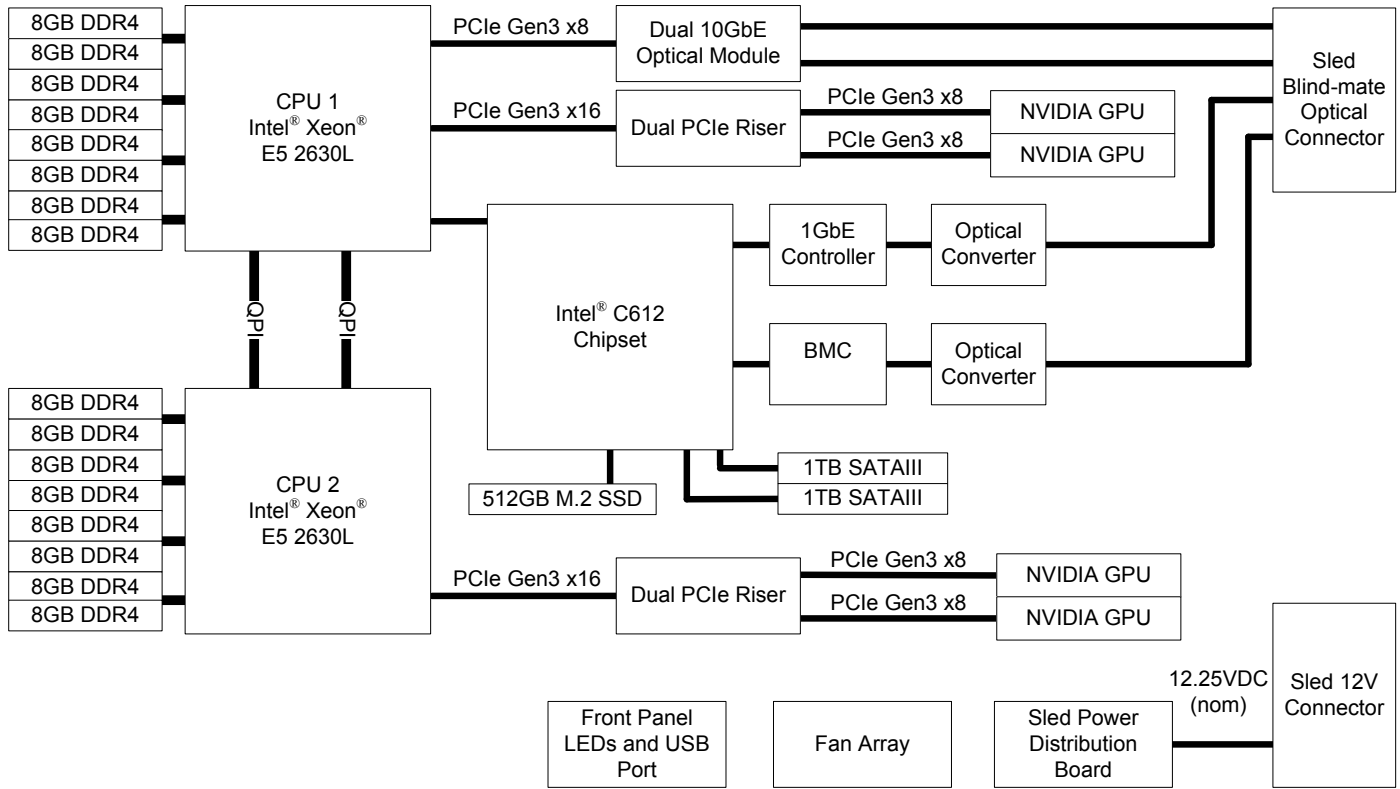 8GB DDR4
8GB DDR4
8GB DDR4
8GB DDR4
8GB DDR4
8GB DDR4
8GB DDR4
8GB DDR4
CPU 1
Intel® Xeon®
E5 2630L
PCIe Gen3 x8
Dual 10GbE
Optical Module
Sled
Blind-mate
Optical
Connector
PCIe Gen3 x16
Dual PCIe Riser
PCIe Gen3 x8
PCIe Gen3 x8
NVIDIA GPU
NVIDIA GPU
Intel® C612
Chipset
1GbE
Controller
Optical
Converter
BMC
Optical
Converter
QPI
QPI
8GB DDR4
8GB DDR4
8GB DDR4
8GB DDR4
8GB DDR4
8GB DDR4
8GB DDR4
8GB DDR4
CPU 2
Intel® Xeon®
E5 2630L
512GB M.2 SSD
1TB SATAIII
1TB SATAIII
PCIe Gen3 x16
Dual PCIe Riser
PCIe Gen3 x8
PCIe Gen3 x8
NVIDIA GPU
NVIDIA GPU
Front Panel
LEDs and USB
Port
Fan Array
Sled Power
Distribution
Board
12.25VDC
(nom)
Sled 12V
Connector